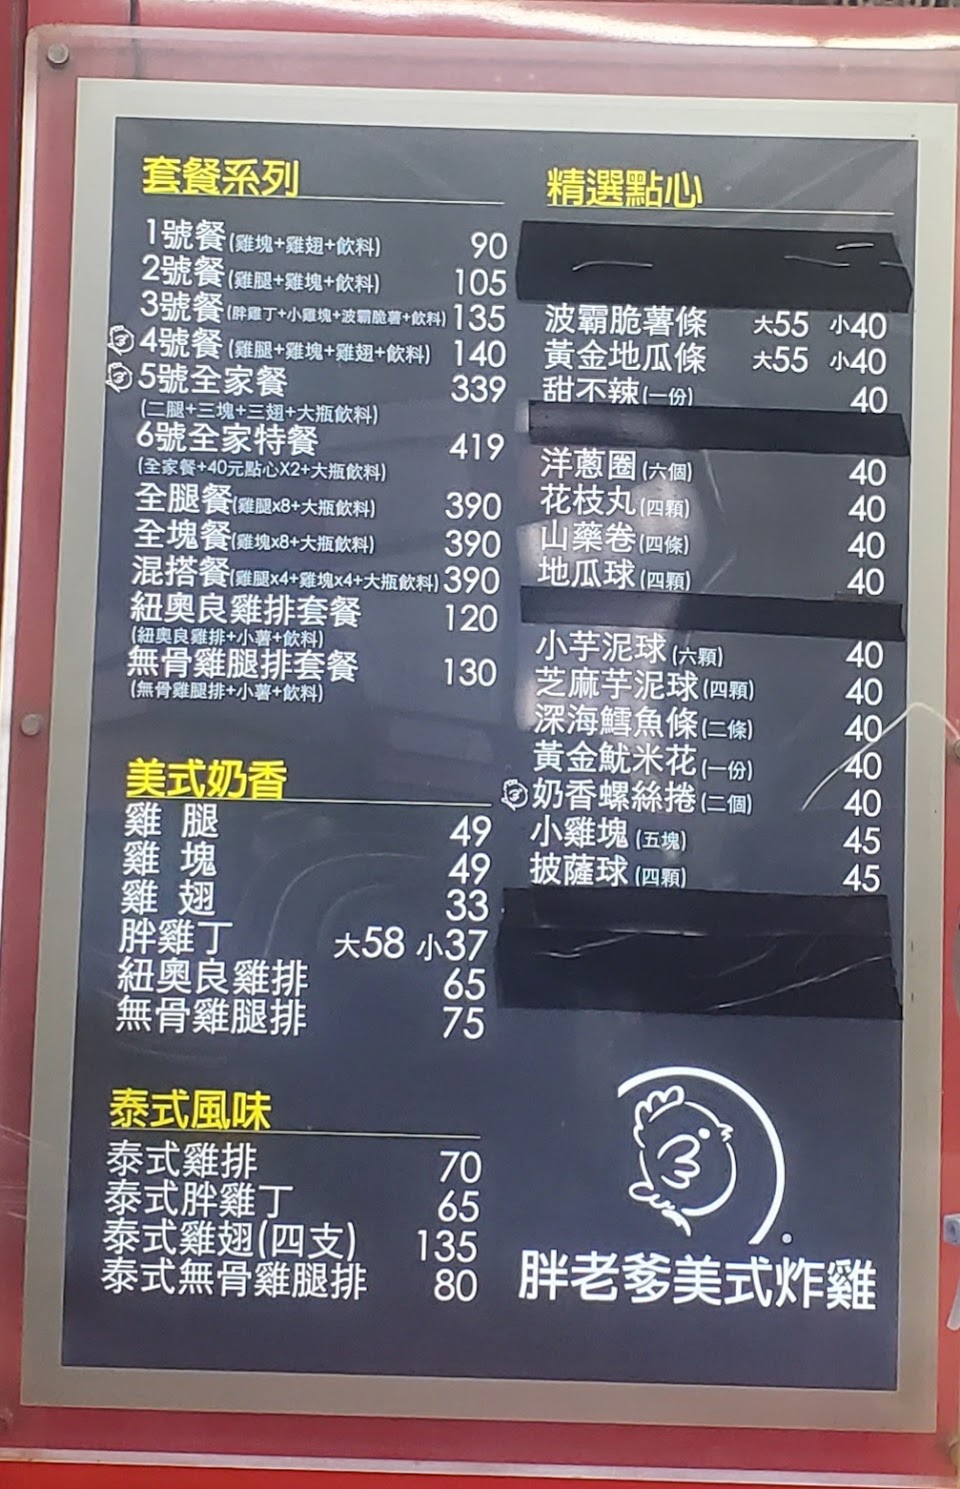 套餐系列
1號餐(雞塊+雞翅+飲料) 90
2號餐(雞腿+雞塊+飲料) 105
3號餐(胖雞丁+小雞塊+波霸脆薯+飲料) 135
4號餐(雞腿+雞塊+雞翅+飲料) 140
5號全家餐 339
(二腿+三塊+三翅+大瓶飲料)
6號全家特餐 419
(全家餐+40元點心X2+大瓶飲料)
全腿餐(雞腿x8+大瓶飲料) 390
全塊餐(雞塊x8+大瓶飲料) 390
混搭餐(雞腿x4+雞塊x4+大瓶飲料) 390
紐奧良雞排套餐 120
(紐奧良雞排+小薯+飲料)
無骨雞腿排套餐 130
(無骨雞腿排+小薯+飲料)
美式奶香
雞腿 49
雞塊 49
雞翅 33
胖雞丁 大58 小37
紐奧良雞排 65
無骨雞腿排 75
泰式風味
泰式雞排 70
泰式胖雞丁 65
泰式雞翅(四支) 135
泰式無骨雞腿排 80
精選點心
波霸脆薯條 大55 小40
黃金地瓜條 大55 小40
甜不辣(一份) 40
洋蔥圈(六個) 40
花枝丸(四顆) 40
山藥卷(四條) 40
地瓜球(四顆) 40
小芋泥球(六顆) 40
芝麻芋泥球(四顆) 40
深海鱈魚條(二條) 40
黃金魷米花(一份) 40
奶香螺絲捲(二個) 40
小雞塊(五塊) 45
披薩球(四顆) 45
胖老爹美式炸雞